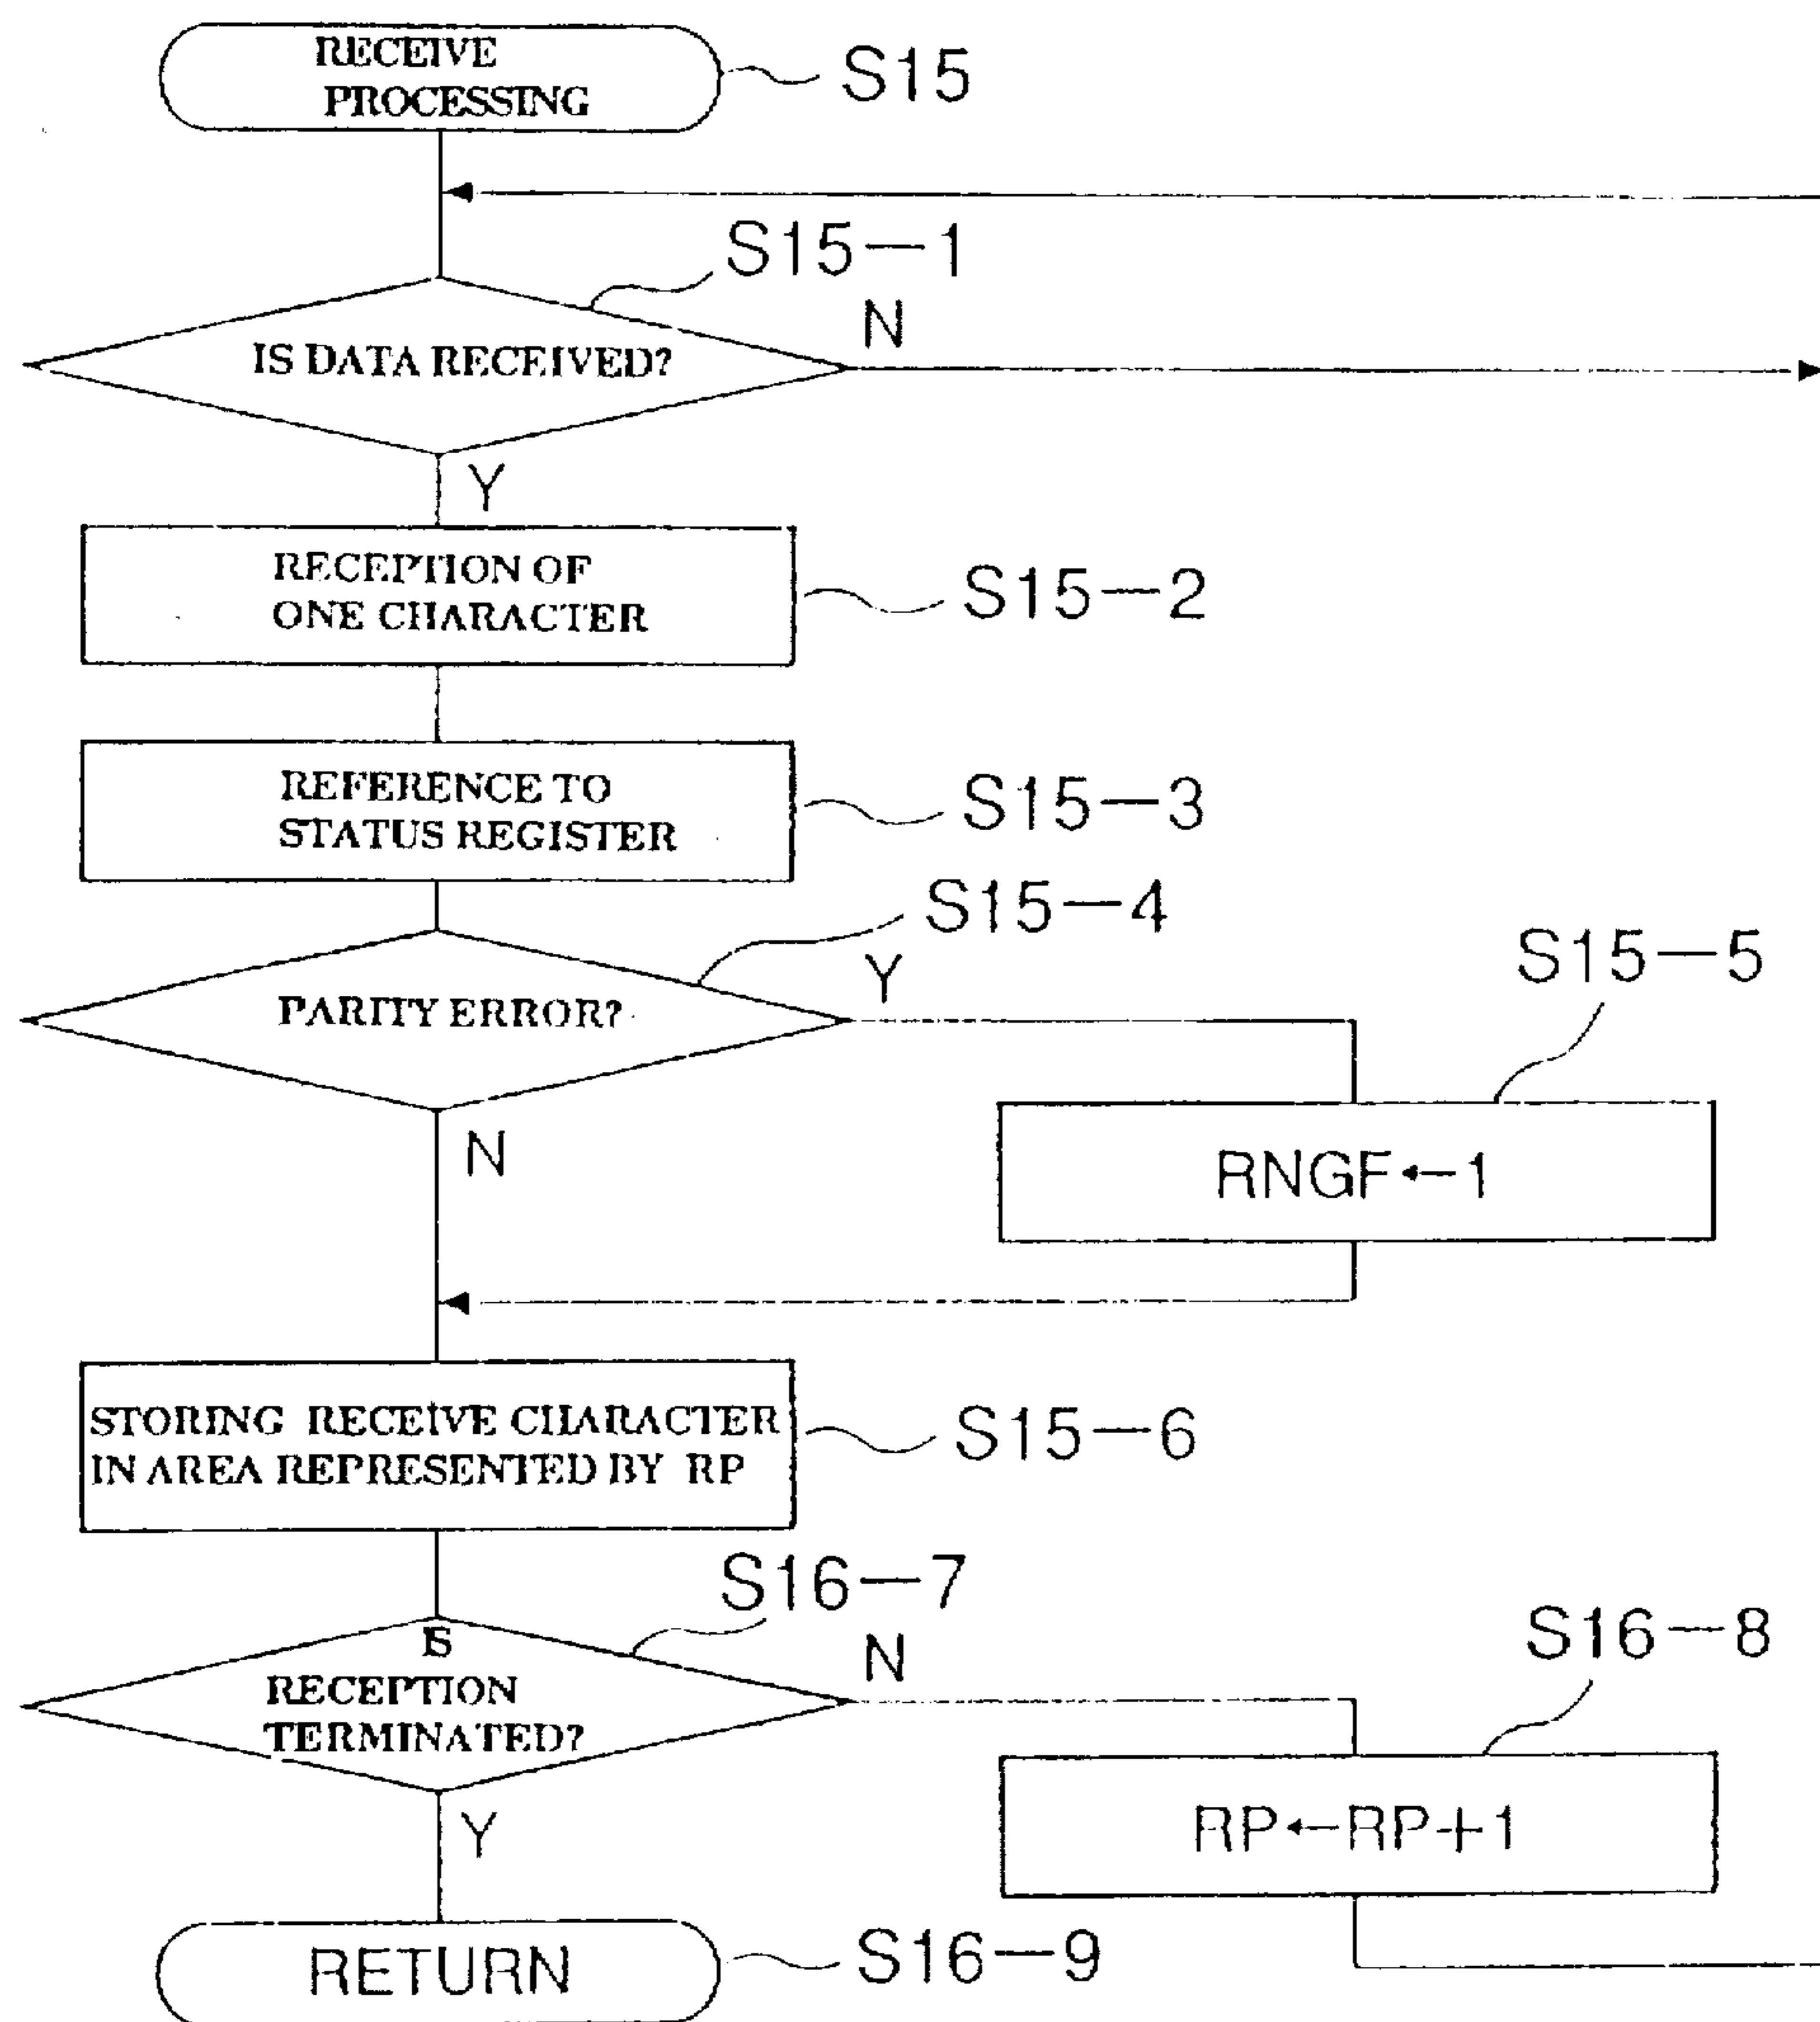 RECEIVE
PROCESSING
S15
S15—1
IS DATA RECEIVED?
N
Y
RECEPTION OF
ONE CHARACTER
S15—2
REFERENCE TO
STATUS REGISTER
S15—3
S15—4
PARITY ERROR?
Y
S15—5
N
RNGF←1
STORING RECEIVE CHARACTER
IN AREA REPRESENTED BY RP
S15—6
S16—7
IS
RECEPTION
TERMINATED?
N
S16—8
RP←RP+1
Y
RETURN
S16—9